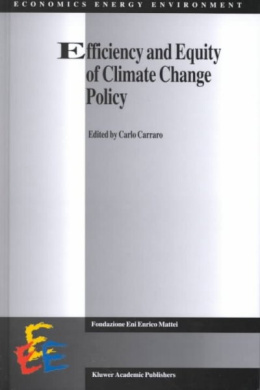 ECONOMICS ENERGY ENVIRONMENT
Efficiency and Equity
of Climate Change
Policy
Edited by Carlo Carraro
Fondazione Eni Enrico Mattei
E
E
E
Kluwer Academic Publishers